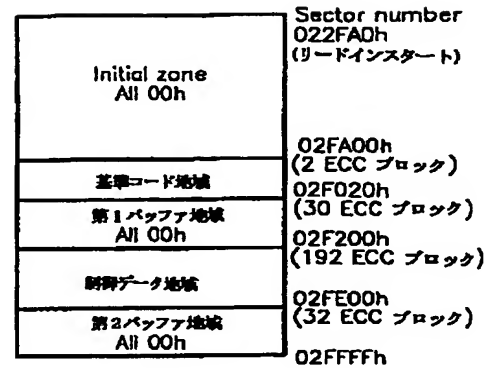 Sector number
022FA0h
(リードインスタート)
Initial zone
All 00h
02FA00h
(2 ECC ブロック)
基準コード地域
02F020h
(30 ECC ブロック)
第1バッファ地域
All 00h
02F200h
(192 ECC ブロック)
制御データ地域
02FE00h
(32 ECC ブロック)
第2バッファ地域
All 00h
02FFFFh